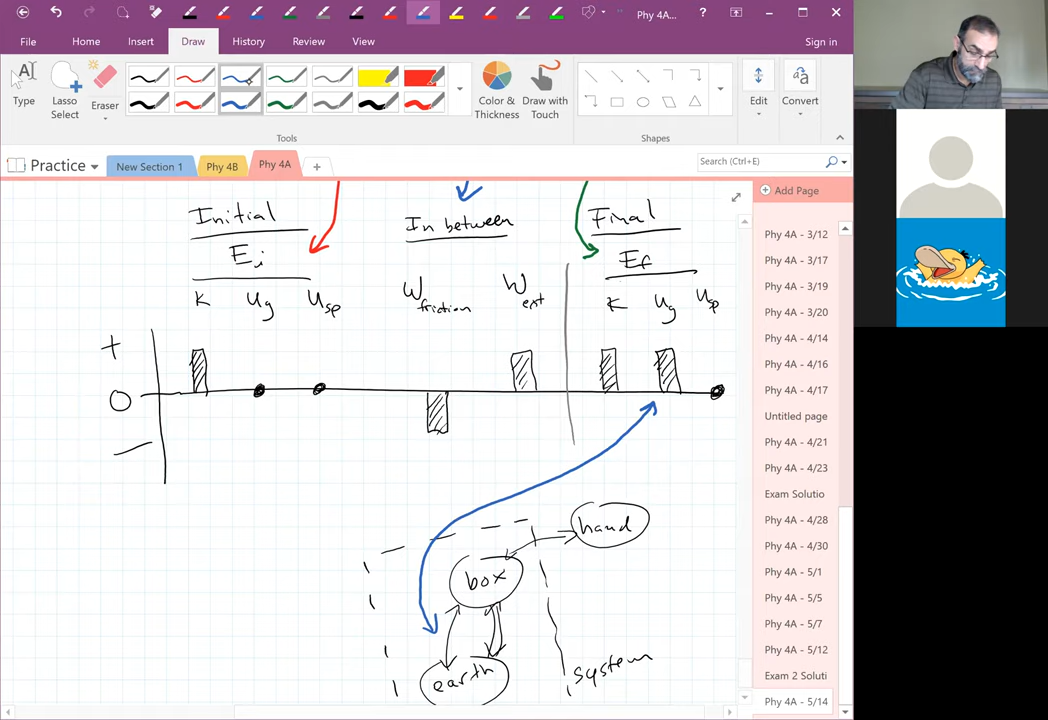 Phy 4A...
File Home Insert Draw History Review View Sign in
Type Lasso Select Eraser Color & Thickness Draw with Touch Edit Convert
Tools Shapes
Practice New Section 1 Phy 4B Phy 4A Search (Ctrl+E)
Add Page
Phy 4A - 3/12
Phy 4A - 3/17
Phy 4A - 3/19
Phy 4A - 3/20
Phy 4A - 4/14
Phy 4A - 4/16
Phy 4A - 4/17
Untitled page
Phy 4A - 4/21
Phy 4A - 4/23
Exam Solutio
Phy 4A - 4/28
Phy 4A - 4/30
Phy 4A - 5/1
Phy 4A - 5/5
Phy 4A - 5/7
Phy 4A - 5/12
Exam 2 Soluti
Phy 4A - 5/14
Initial In between Final
Ei Ef
K Ug Usp Wfriction Wext K Ug Usp
+
0
−
hand
box
earth
system